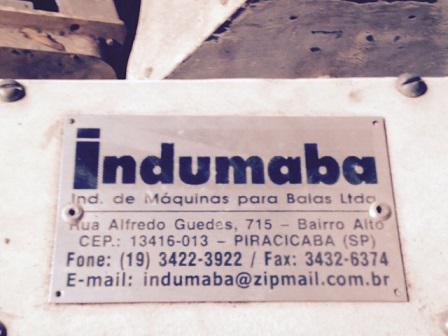 indumaba
Ind. de Máquinas para Balas Ltda
Rua Alfredo Guedes, 715 - Bairro Alto
CEP.: 13416-013 - PIRACICABA (SP)
Fone: (19) 3422-3922 / Fax: 3432-6374
E-mail: indumaba@zipmail.com.br